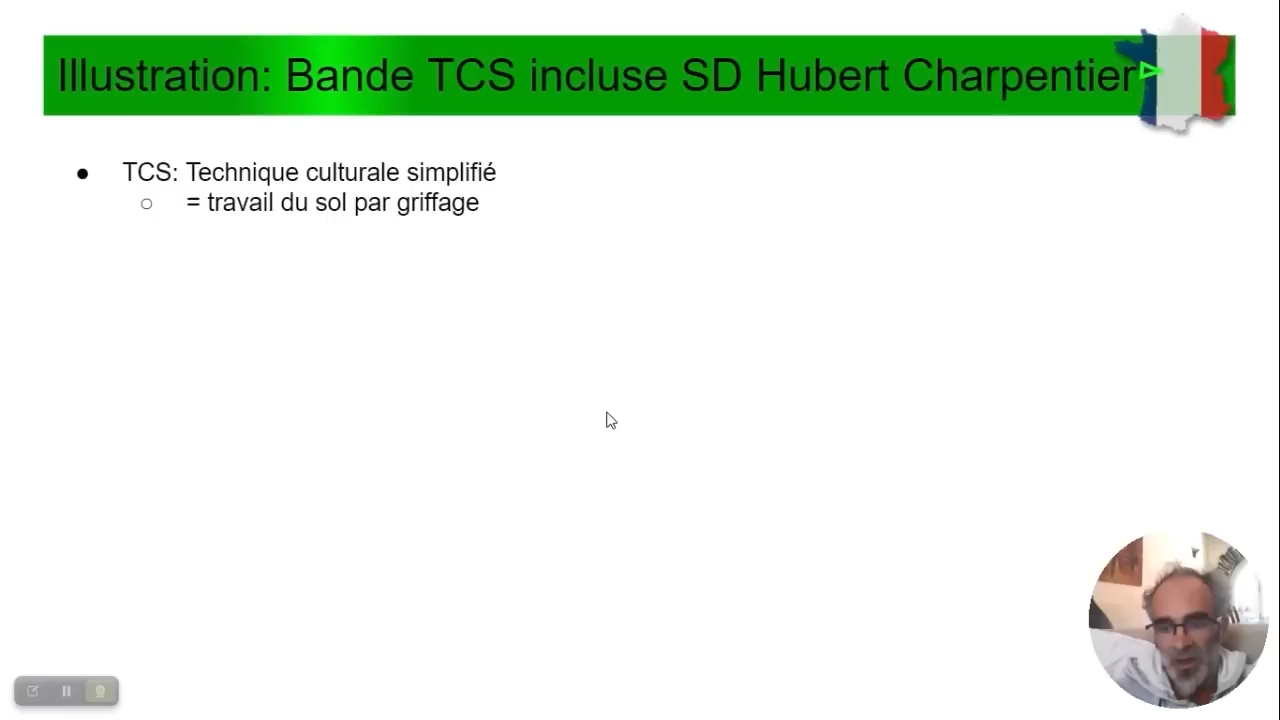 Illustration: Bande TCS incluse SD Hubert Charpentier
● TCS: Technique culturale simplifié
○ = travail du sol par griffage